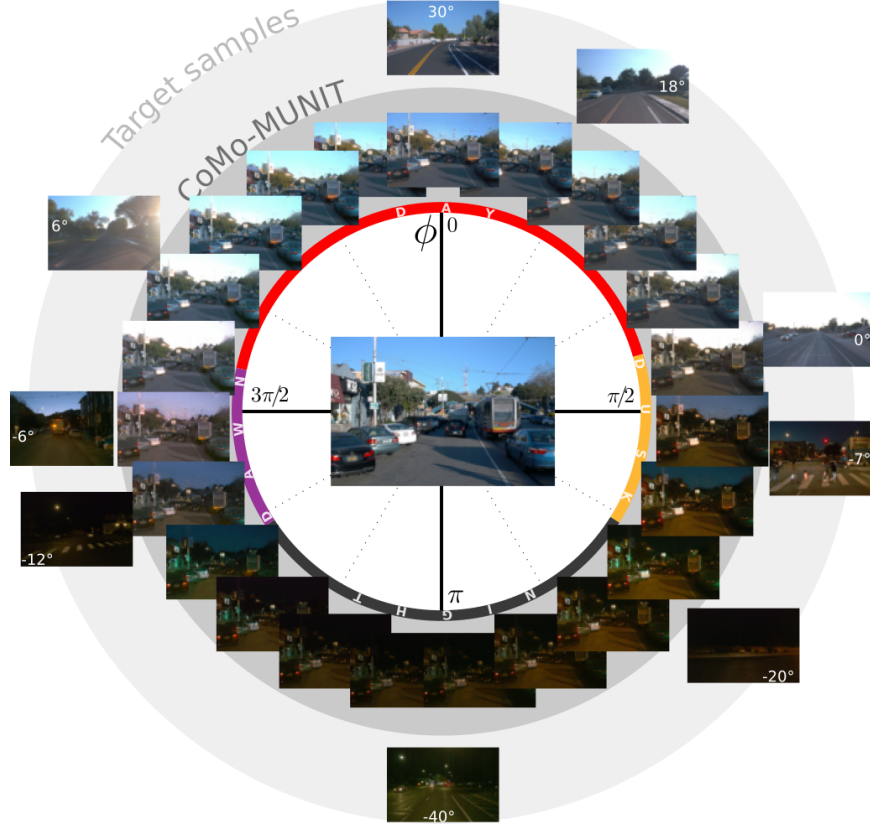 Target samples
CoMo-MUNIT
30°
18°
6°
0°
-6°
-7°
-12°
-20°
-40°
DAY
DUSK
NIGHT
DAWN
ϕ
0
π/2
π
3π/2